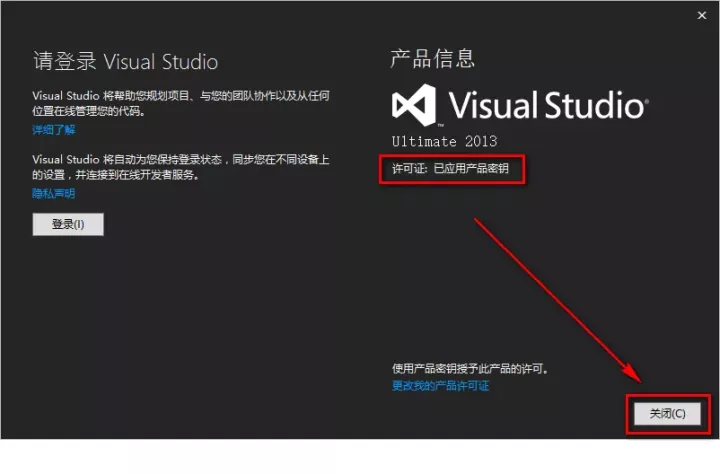 请登录 Visual Studio
Visual Studio 将帮助您规划项目、与您的团队协作以及从任何
位置在线管理您的代码。
详细了解
Visual Studio 将自动为您保持登录状态，同步您在不同设备上
的设置，并连接到在线开发者服务。
隐私声明
登录(I)
产品信息
Visual Studio®
Ultimate 2013
许可证: 已应用产品密钥
使用产品密钥授予此产品的许可。
更改我的产品许可证
关闭(C)